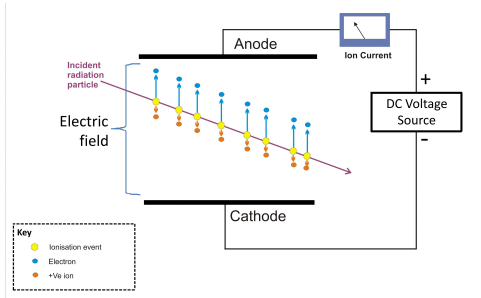 Anode
Ion Current
Incident
radiation
particle
+
DC Voltage
Source
-
Electric
field
Cathode
Key
Ionisation event
Electron
+Ve ion